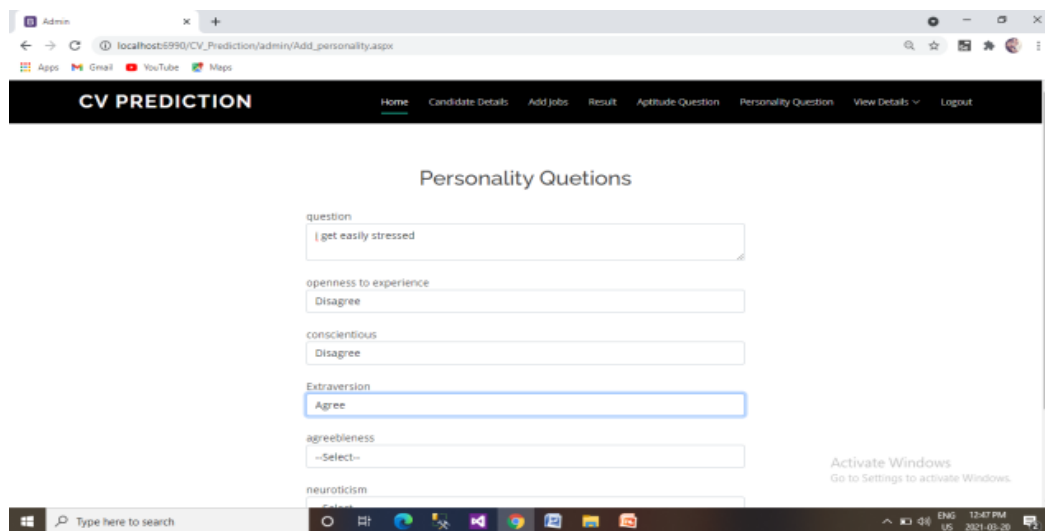 Admin
localhost:6990/CV_Prediction/admin/Add_personality.aspx
Apps Gmail YouTube Maps
CV PREDICTION Home Candidate Details Add Jobs Result Aptitude Question Personality Question View Details Logout
Personality Quetions
question
i get easily stressed
openness to experience
Disagree
conscientious
Disagree
Extraversion
Agree
agreebleness
--Select--
neuroticism
--Select--
Activate Windows
Go to Settings to activate Windows.
Type here to search
ENG 12:47 PM
US 2021-03-20